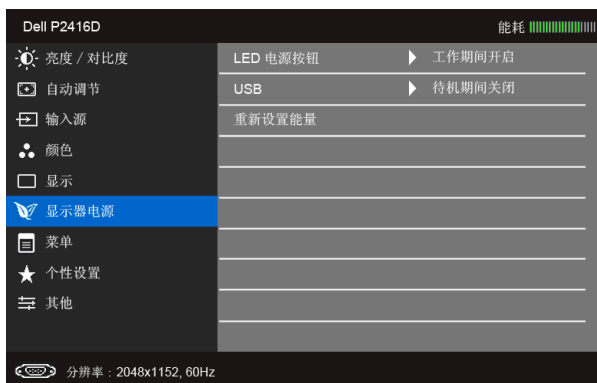 Dell P2416D
能耗
亮度 / 对比度
LED 电源按钮
工作期间开启
自动调节
USB
待机期间关闭
输入源
重新设置能量
颜色
显示
显示器电源
菜单
个性设置
其他
分辨率 : 2048x1152, 60Hz